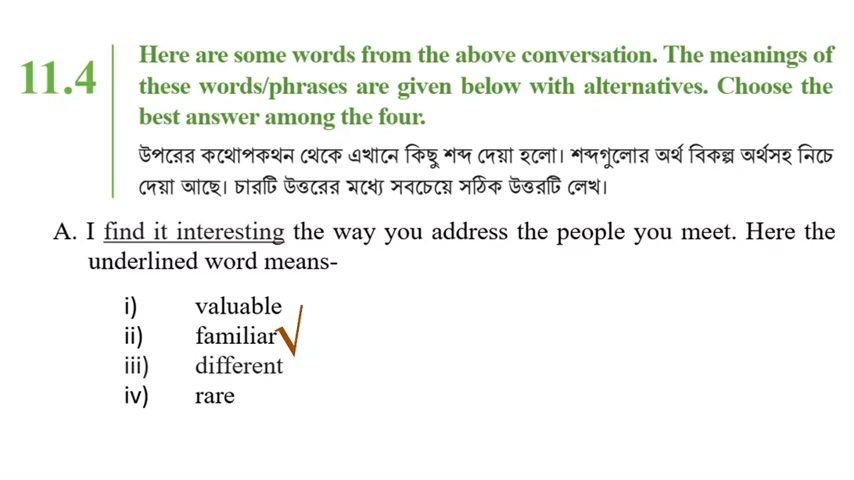 11.4
Here are some words from the above conversation. The meanings of
these words/phrases are given below with alternatives. Choose the
best answer among the four.
উপরের কথোপকথন থেকে এখানে কিছু শব্দ দেয়া হলো। শব্দগুলোর অর্থ বিকল্প অর্থসহ নিচে
দেয়া আছে। চারটি উত্তরের মধ্যে সবচেয়ে সঠিক উত্তরটি লেখ।
A. I find it interesting the way you address the people you meet. Here the
underlined word means-
i) valuable
ii) familiar √
iii) different
iv) rare